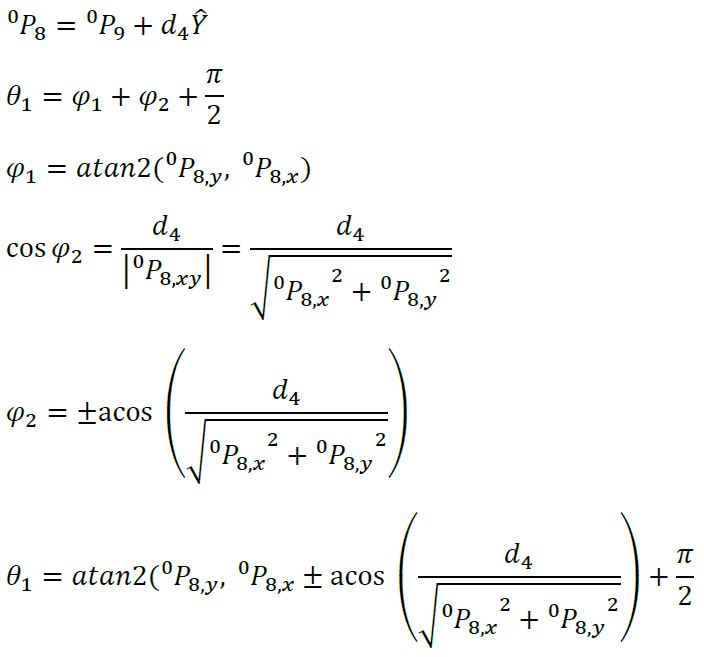 ⁰P₈ = ⁰P₉ + d₄Ŷ
θ₁ = φ₁ + φ₂ + π/2
φ₁ = atan2(⁰P₈,y, ⁰P₈,x)
cos φ₂ = d₄/|⁰P₈,xy| = d₄/√(⁰P₈,x² + ⁰P₈,y²)
φ₂ = ±acos (d₄/√(⁰P₈,x² + ⁰P₈,y²))
θ₁ = atan2(⁰P₈,y, ⁰P₈,x ± acos (d₄/√(⁰P₈,x² + ⁰P₈,y²)) + π/2